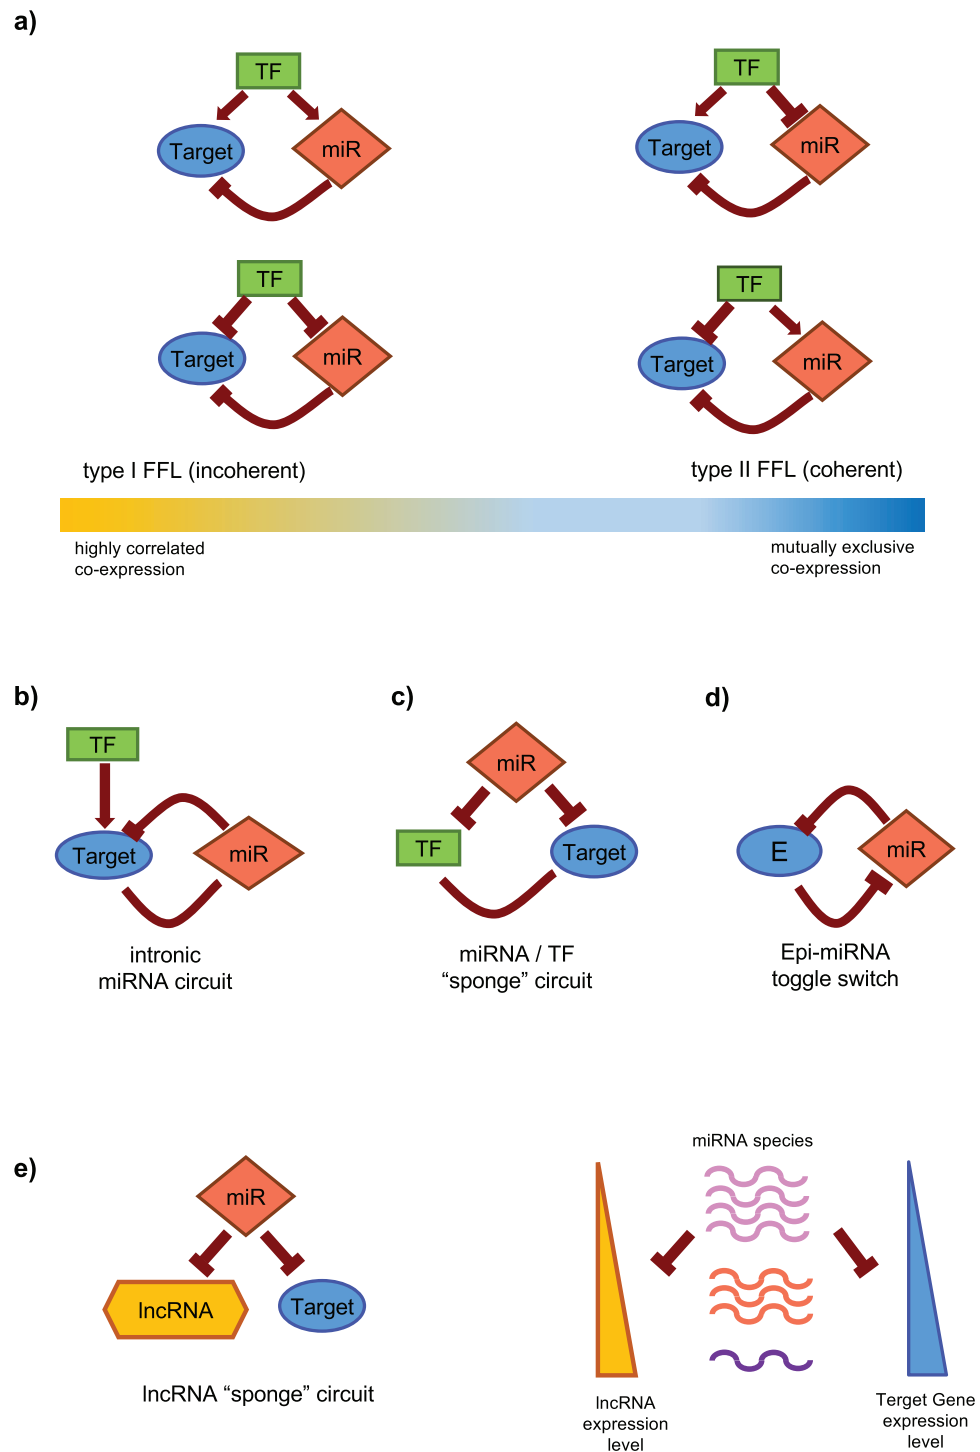 a)
TF
Target
miR
TF
Target
miR
TF
Target
miR
TF
Target
miR
type I FFL (incoherent)
type II FFL (coherent)
highly correlated
co-expression
mutually exclusive
co-expression
b)
TF
Target
miR
intronic
miRNA circuit
c)
miR
TF
Target
miRNA / TF
“sponge” circuit
d)
E
miR
Epi-miRNA
toggle switch
e)
miR
lncRNA
Target
lncRNA “sponge” circuit
miRNA species
lncRNA
expression
level
Terget Gene
expression
level